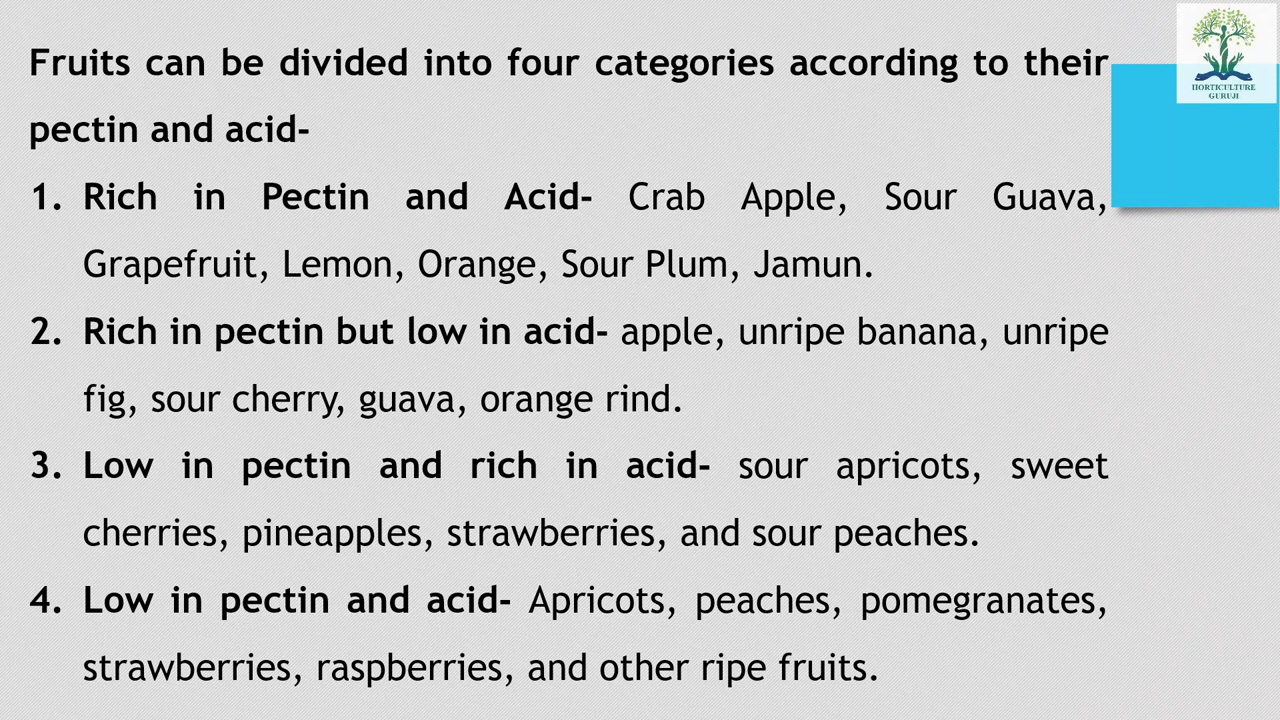 HORTICULTURE
GURUJI
Fruits can be divided into four categories according to their
pectin and acid-
1. Rich in Pectin and Acid- Crab Apple, Sour Guava,
Grapefruit, Lemon, Orange, Sour Plum, Jamun.
2. Rich in pectin but low in acid- apple, unripe banana, unripe
fig, sour cherry, guava, orange rind.
3. Low in pectin and rich in acid- sour apricots, sweet
cherries, pineapples, strawberries, and sour peaches.
4. Low in pectin and acid- Apricots, peaches, pomegranates,
strawberries, raspberries, and other ripe fruits.